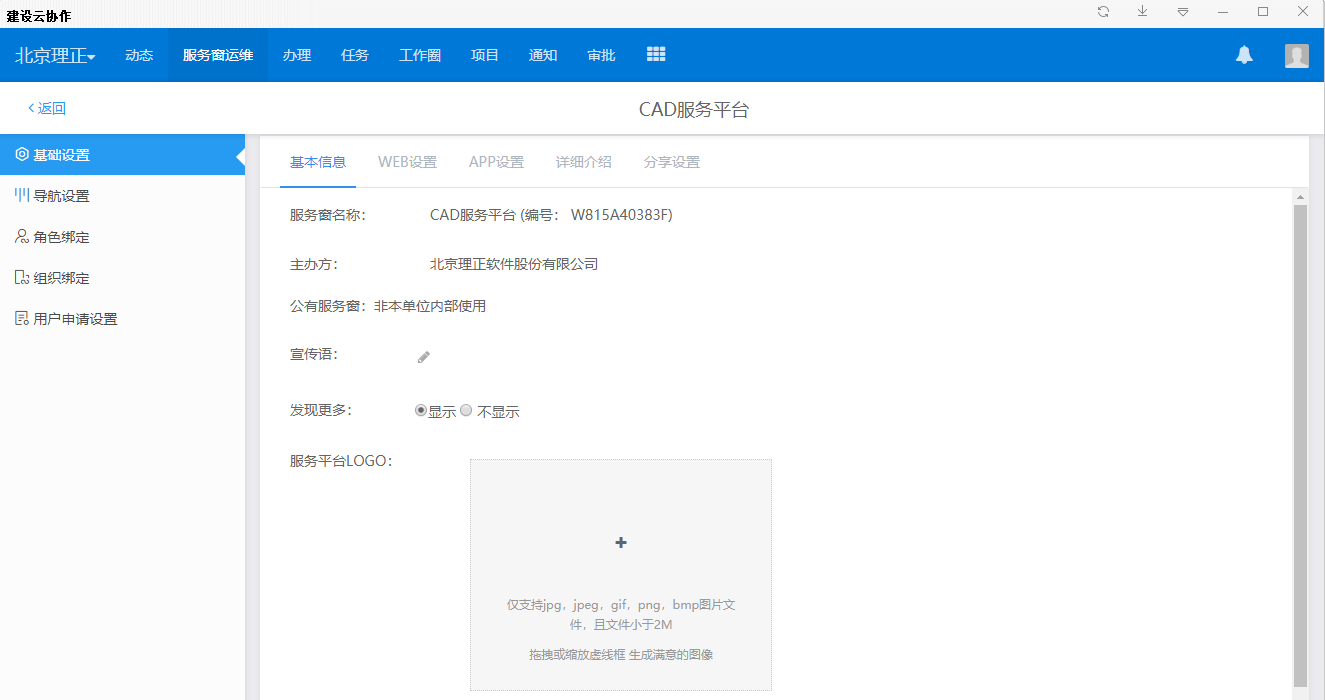 建设云协作
北京理正 动态 服务窗运维 办理 任务 工作圈 项目 通知 审批
返回 CAD服务平台
基础设置
导航设置
角色绑定
组织绑定
用户申请设置
基本信息 WEB设置 APP设置 详细介绍 分享设置
服务窗名称： CAD服务平台 (编号： W815A40383F)
主办方： 北京理正软件股份有限公司
公有服务窗：非本单位内部使用
宣传语：
发现更多： 显示 不显示
服务平台LOGO：
仅支持jpg，jpeg，gif，png，bmp图片文
件，且文件小于2M
拖拽或缩放虚线框 生成满意的图像